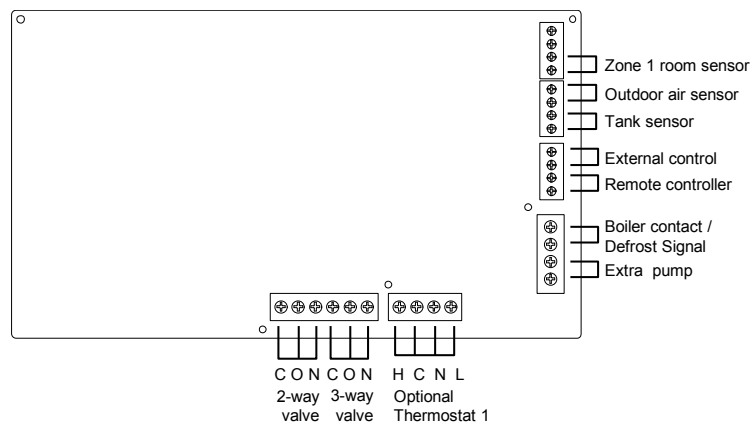 Zone 1 room sensor
Outdoor air sensor
Tank sensor
External control
Remote controller
Boiler contact /
Defrost Signal
Extra pump
C O N C O N H C N L
2-way 3-way Optional
valve valve Thermostat 1